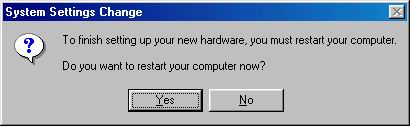 System Settings Change
To finish setting up your new hardware, you must restart your computer.
Do you want to restart your computer now?
Yes
No